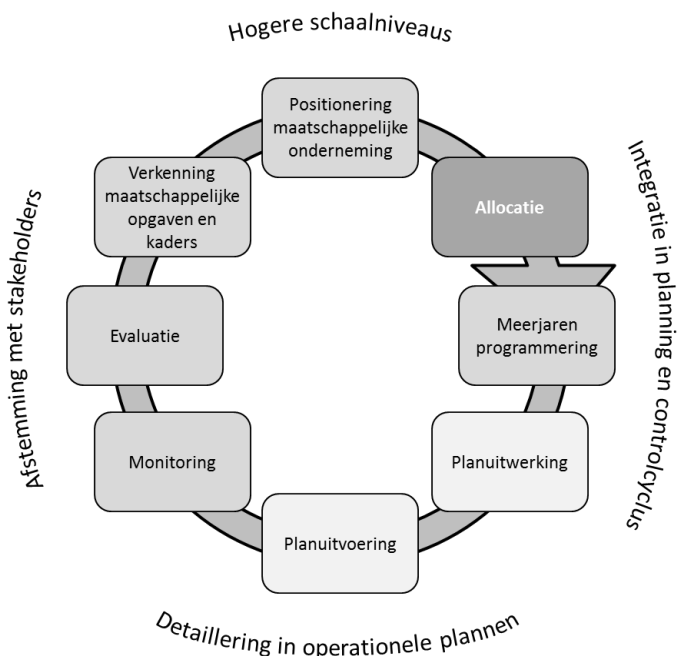 Hogere schaalniveaus
Positionering
maatschappelijke
onderneming
Allocatie
Integratie in planning en controlcyclus
Meerjaren
programmering
Planuitwerking
Planuitvoering
Detaillering in operationele plannen
Monitoring
Evaluatie
Afstemming met stakeholders
Verkenning
maatschappelijke
opgaven en
kaders